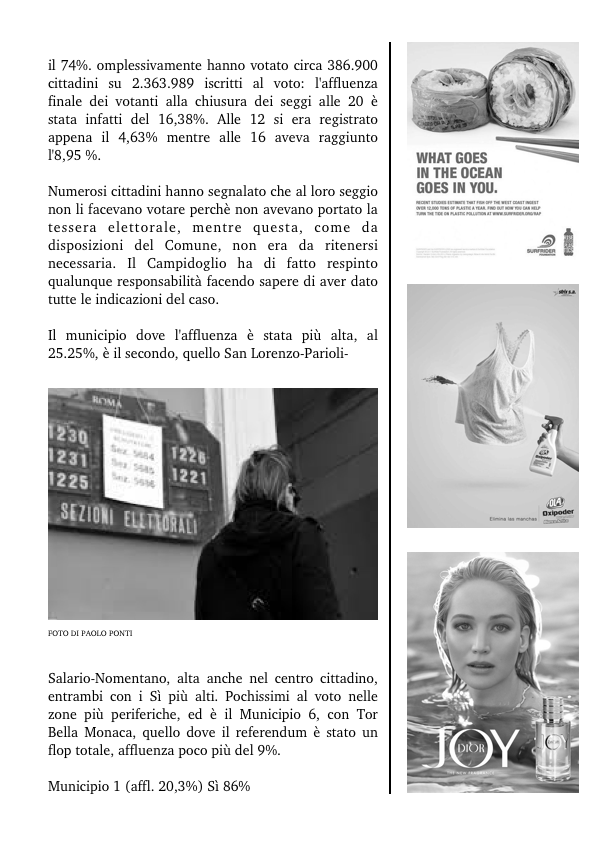 il 74%. omplessivamente hanno votato circa 386.900
cittadini su 2.363.989 iscritti al voto: l'affluenza
finale dei votanti alla chiusura dei seggi alle 20 è
stata infatti del 16,38%. Alle 12 si era registrato
appena il 4,63% mentre alle 16 aveva raggiunto
l'8,95 %.
Numerosi cittadini hanno segnalato che al loro seggio
non li facevano votare perchè non avevano portato la
tessera elettorale, mentre questa, come da
disposizioni del Comune, non era da ritenersi
necessaria. Il Campidoglio ha di fatto respinto
qualunque responsabilità facendo sapere di aver dato
tutte le indicazioni del caso.
Il municipio dove l'affluenza è stata più alta, al
25.25%, è il secondo, quello San Lorenzo-Parioli-
ROMA
1230
1231
1225
Sez. 5664
Sez. 5685
Sez. 5686
1226
1221
SEZIONI ELETTORALI
FOTO DI PAOLO PONTI
Salario-Nomentano, alta anche nel centro cittadino,
entrambi con i Sì più alti. Pochissimi al voto nelle
zone più periferiche, ed è il Municipio 6, con Tor
Bella Monaca, quello dove il referendum è stato un
flop totale, affluenza poco più del 9%.
Municipio 1 (affl. 20,3%) Sì 86%
WHAT GOES
IN THE OCEAN
GOES IN YOU.
RECENT STUDIES ESTIMATE THAT FISH OFF THE WEST COAST INGEST
OVER 12,000 TONS OF PLASTIC A YEAR. FIND OUT HOW YOU CAN HELP
TURN THE TIDE ON PLASTIC POLLUTION AT WWW.SURFRIDER.ORG/RAP
SURFRIDER
FOUNDATION
OLA
Oxipoder
Elimina las manchas
JOY
DIOR
JOY